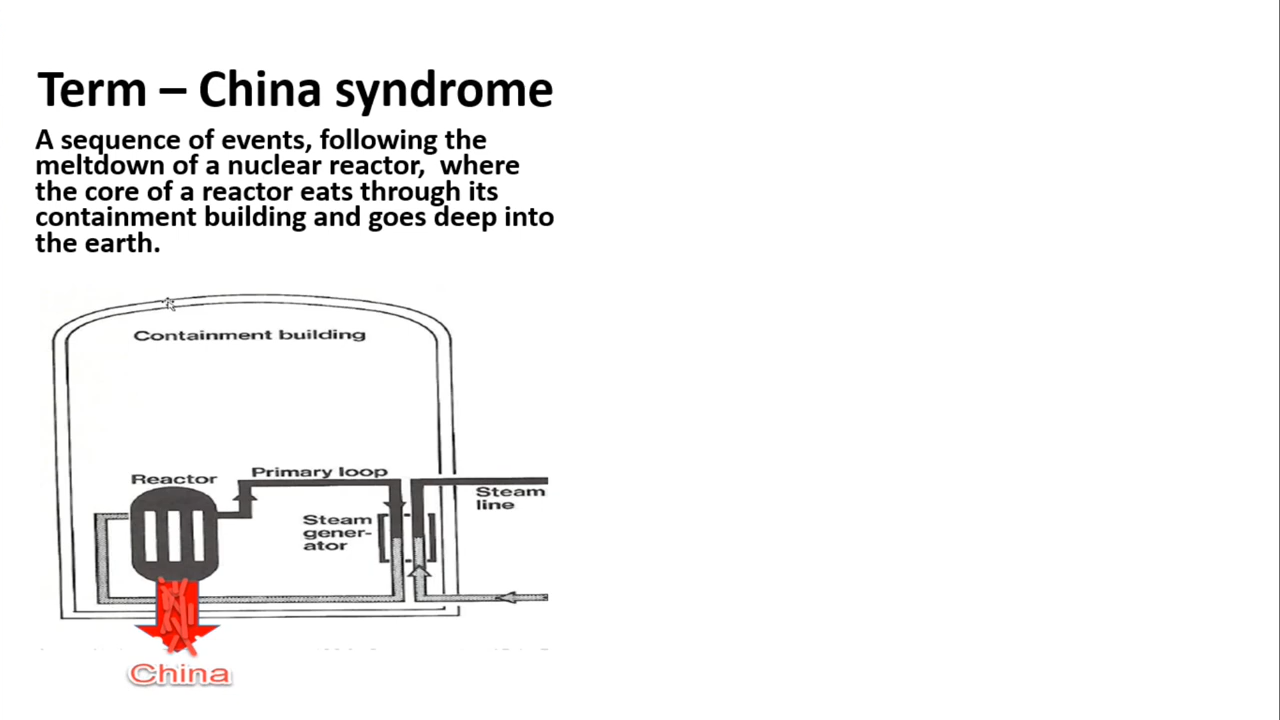 Term – China syndrome
A sequence of events, following the
meltdown of a nuclear reactor,  where
the core of a reactor eats through its
containment building and goes deep into
the earth.
Containment building
Reactor
Primary loop
Steam
gener-
ator
Steam
line
China